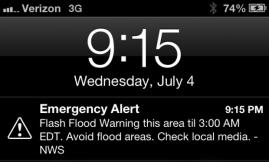 Verizon 3G 74%
9:15
Wednesday, July 4
Emergency Alert 9:15 PM
Flash Flood Warning this area til 3:00 AM
EDT. Avoid flood areas. Check local media. -
NWS